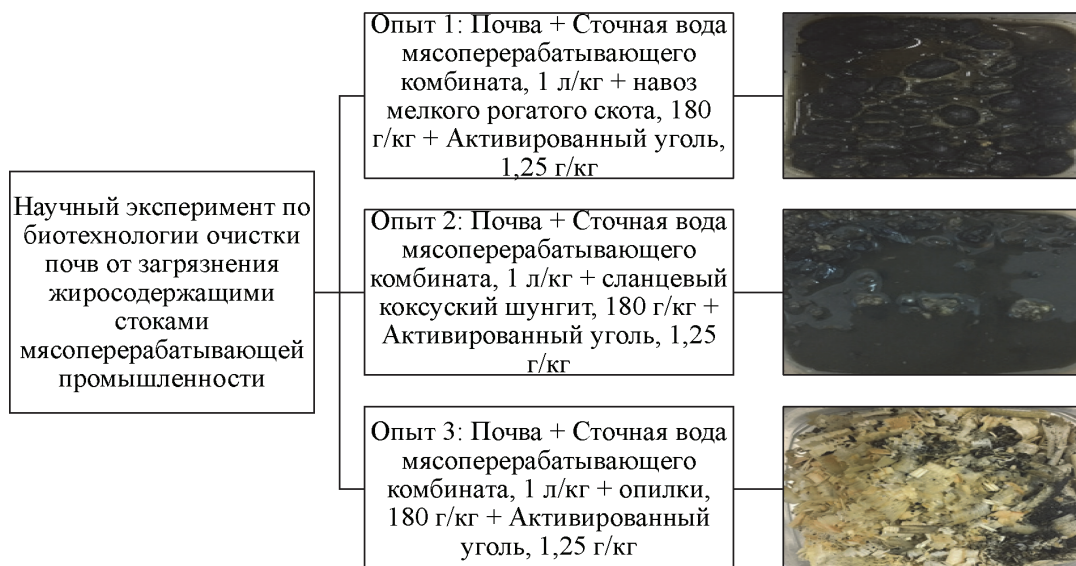 Научный эксперимент по
биотехнологии очистки
почв от загрязнения
жиросодержащими
стоками
мясоперерабатывающей
промышленности
Опыт 1: Почва + Сточная вода
мясоперерабатывающего
комбината, 1 л/кг + навоз
мелкого рогатого скота, 180
г/кг + Активированный уголь,
1,25 г/кг
Опыт 2: Почва + Сточная вода
мясоперерабатывающего
комбината, 1 л/кг + сланцевый
коксуский шунгит, 180 г/кг +
Активированный уголь, 1,25
г/кг
Опыт 3: Почва + Сточная вода
мясоперерабатывающего
комбината, 1 л/кг + опилки,
180 г/кг + Активированный
уголь, 1,25 г/кг